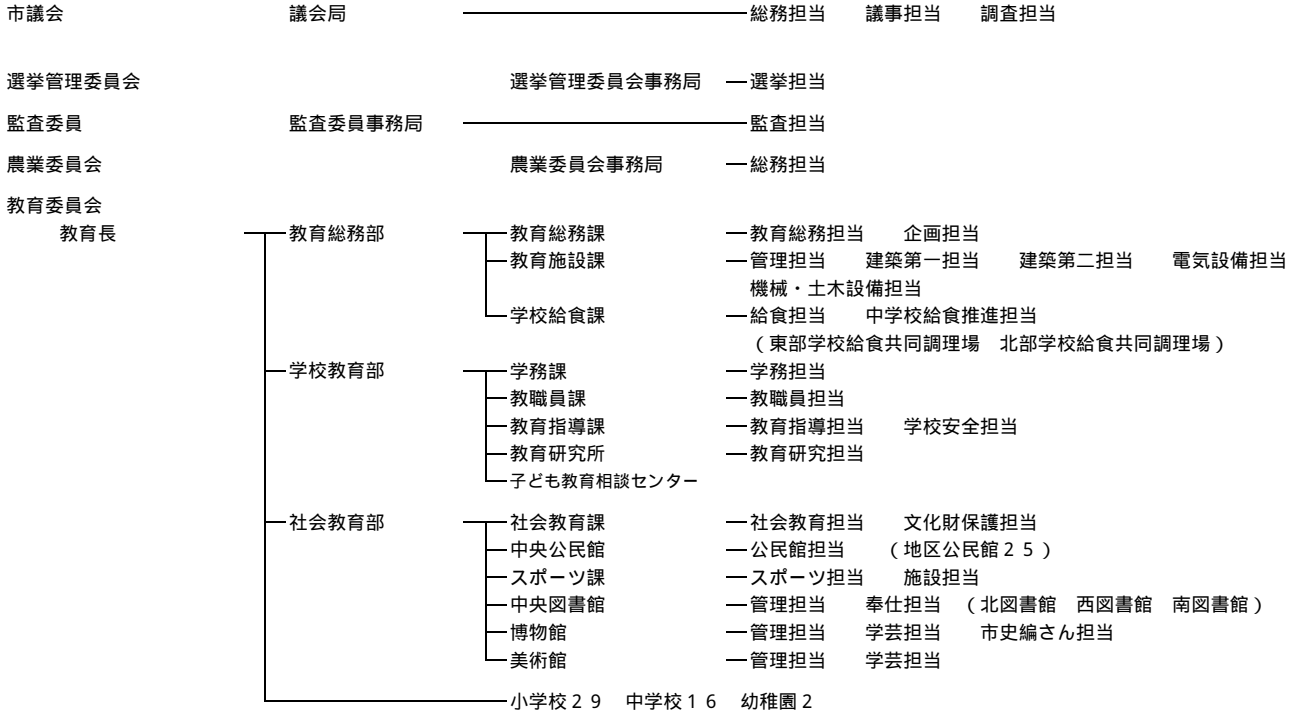 市議会 議会局 総務担当 議事担当 調査担当
選挙管理委員会 選挙管理委員会事務局 選挙担当
監査委員 監査委員事務局 監査担当
農業委員会 農業委員会事務局 総務担当
教育委員会
教育長 教育総務部 教育総務課 教育総務担当 企画担当
教育施設課 管理担当 建築第一担当 建築第二担当 電気設備担当
機械・土木設備担当
学校給食課 給食担当 中学校給食推進担当
（東部学校給食共同調理場 北部学校給食共同調理場）
学校教育部 学務課 学務担当
教職員課 教職員担当
教育指導課 教育指導担当 学校安全担当
教育研究所 教育研究担当
子ども教育相談センター
社会教育部 社会教育課 社会教育担当 文化財保護担当
中央公民館 公民館担当 （地区公民館２５）
スポーツ課 スポーツ担当 施設担当
中央図書館 管理担当 奉仕担当 （北図書館 西図書館 南図書館）
博物館 管理担当 学芸担当 市史編さん担当
美術館 管理担当 学芸担当
小学校２９ 中学校１６ 幼稚園２